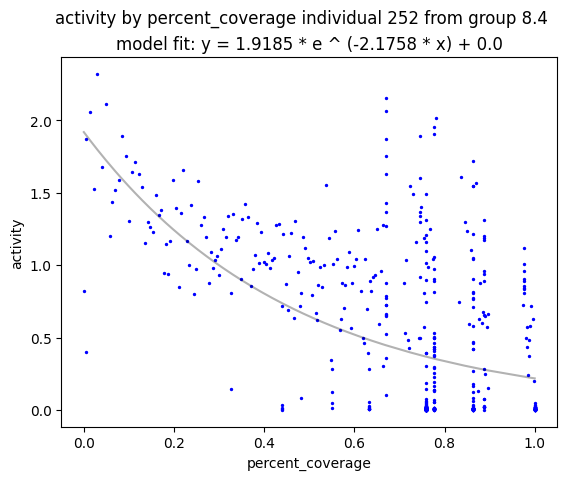 activity by percent_coverage individual 252 from group 8.4
model fit: y = 1.9185 * e ^ (-2.1758 * x) + 0.0
2.0
1.5
activity
1.0
0.5
0.0
0.0 0.2 0.4 0.6 0.8 1.0
percent_coverage